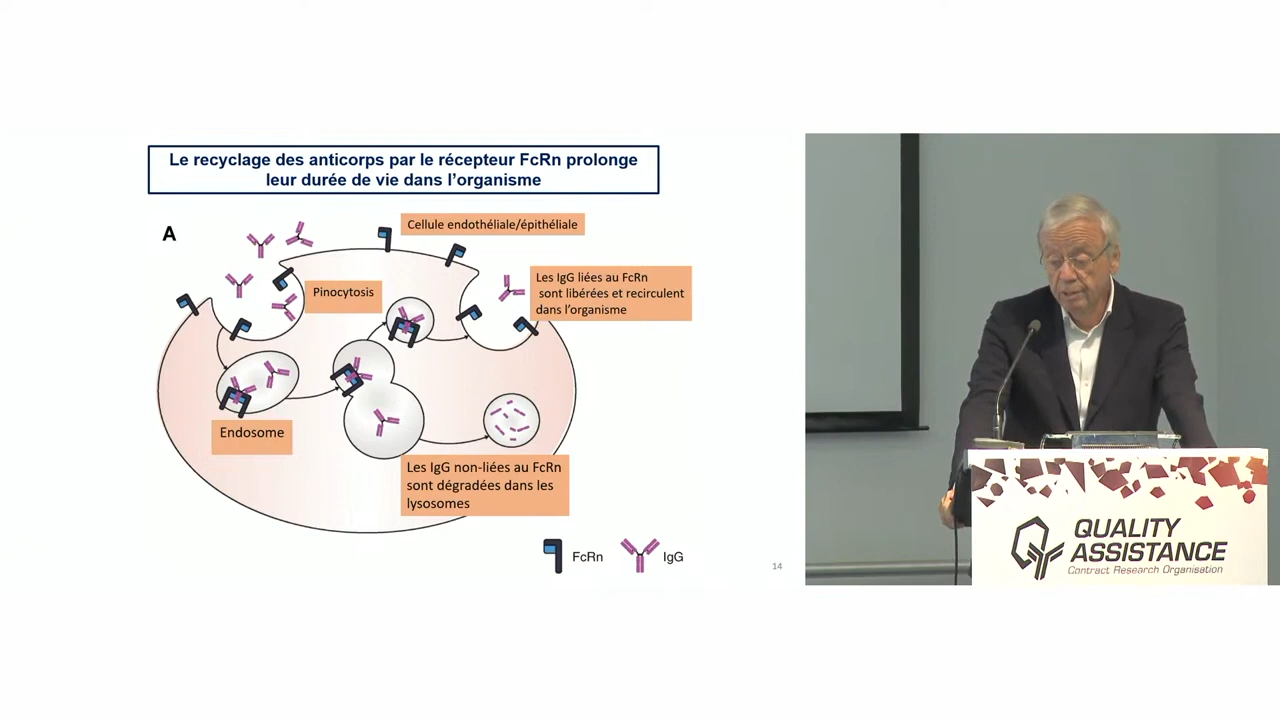 Le recyclage des anticorps par le récepteur FcRn prolonge
leur durée de vie dans l'organisme
A
Cellule endothéliale/épithéliale
Pinocytosis
Les IgG liées au FcRn
sont libérées et recirculent
dans l'organisme
Endosome
Les IgG non-liées au FcRn
sont dégradées dans les
lysosomes
FcRn
IgG
14
QUALITY
ASSISTANCE
Contract Research Organisation